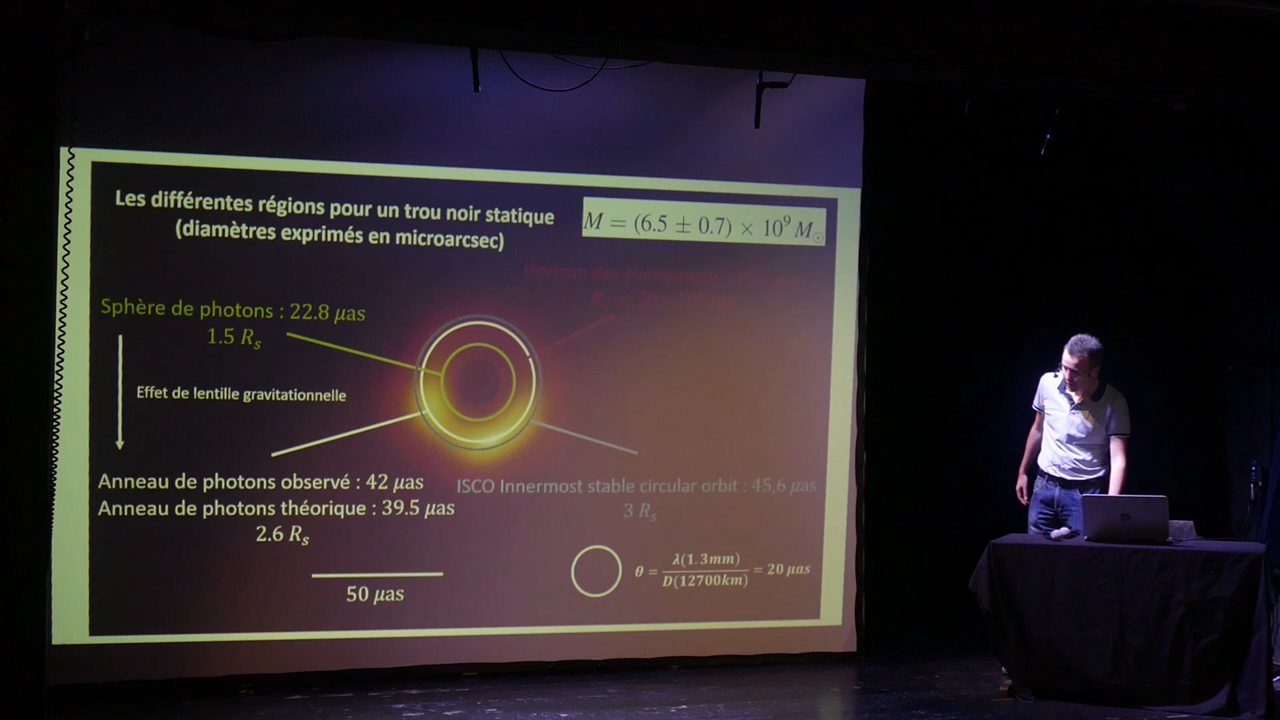 Les différentes régions pour un trou noir statique
(diamètres exprimés en microarcsec)
M = (6.5 ± 0.7) × 10⁹ M☉
Horizon des événements
Sphère de photons : 22.8 μas
1.5 Rₛ
Effet de lentille gravitationnelle
Anneau de photons observé : 42 μas
Anneau de photons théorique : 39.5 μas
2.6 Rₛ
ISCO Innermost stable circular orbit : 45,6 μas
3 Rₛ
50 μas
θ = λ(1.3mm) / D(12700km) = 20 μas